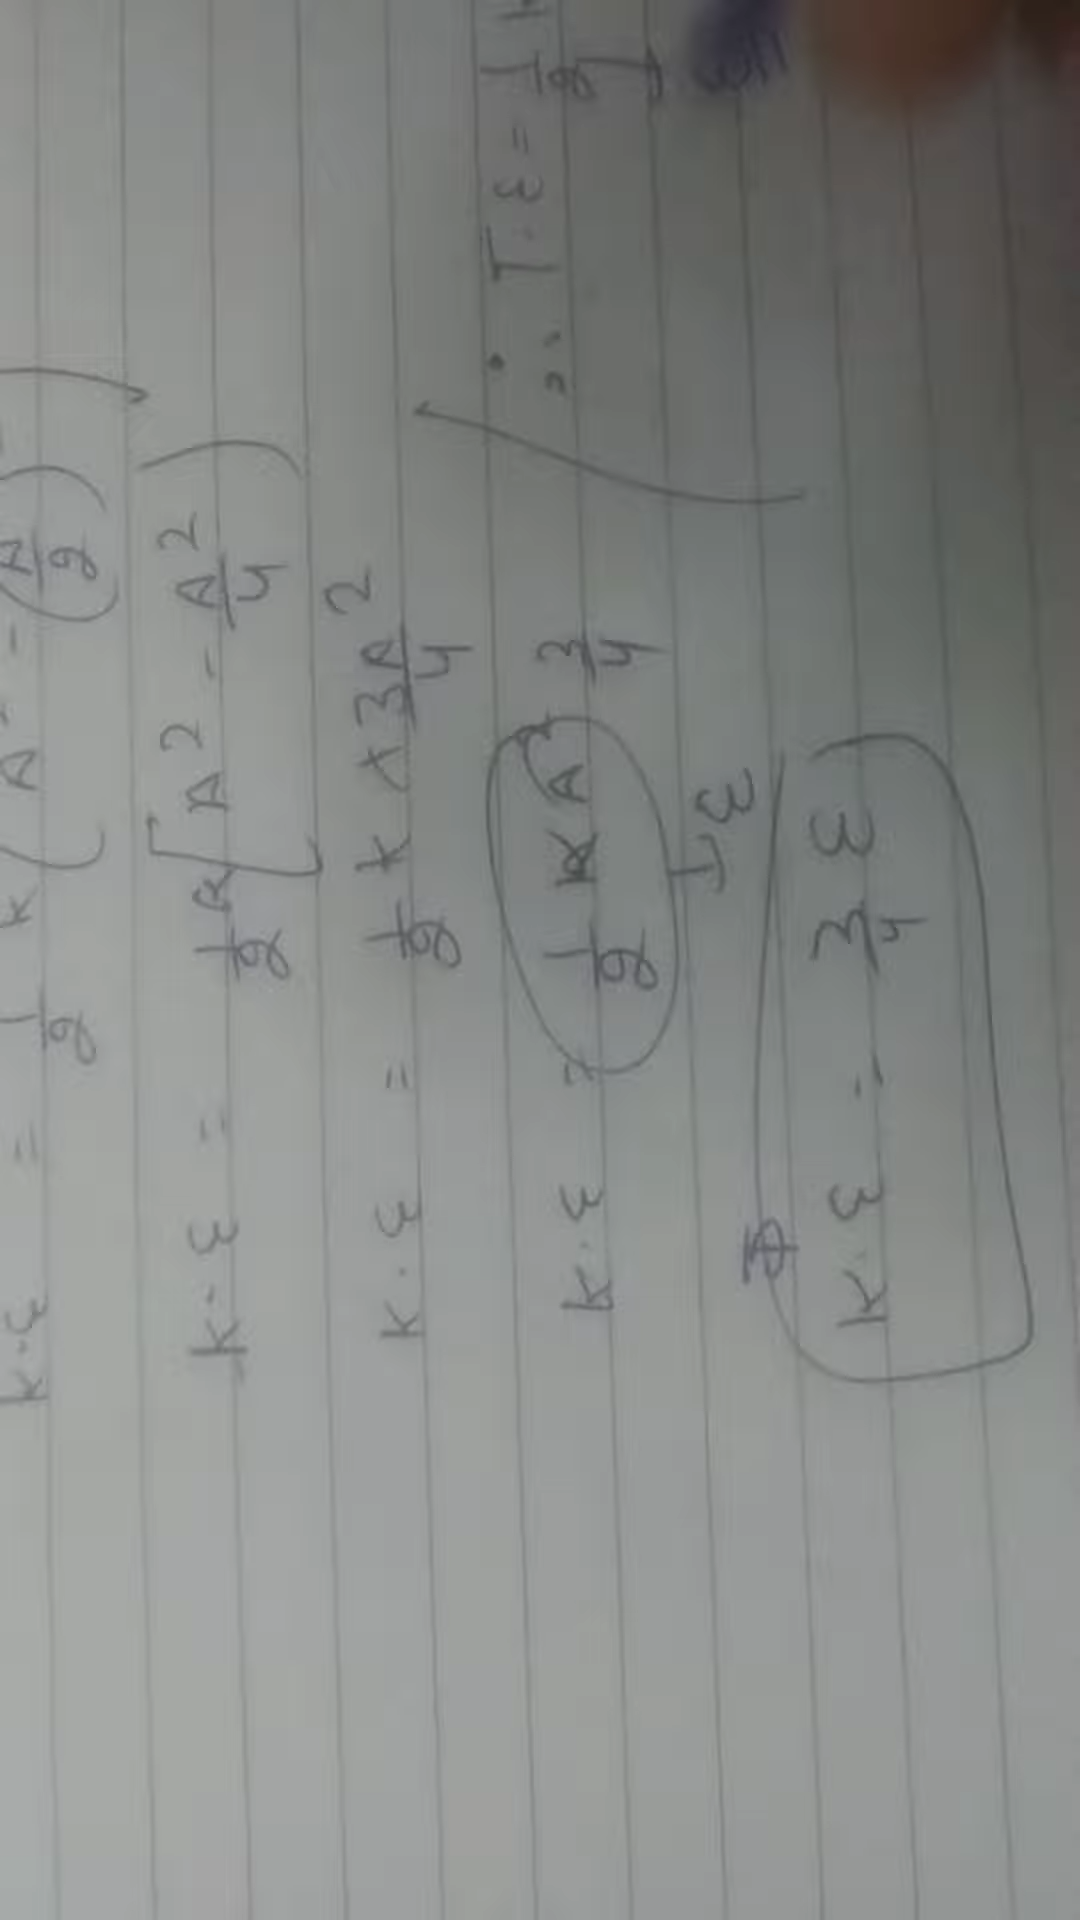 K·ε = 1/2 K (A² - (A/2)²)
K·ε = 1/2 K [A² - A²/4]
K·ε = 1/2 K × 3A²/4
K·ε = 1/2 KA² 3/4
T ε
K·ε = 3/4 ε
∴ T·ε = 1/2